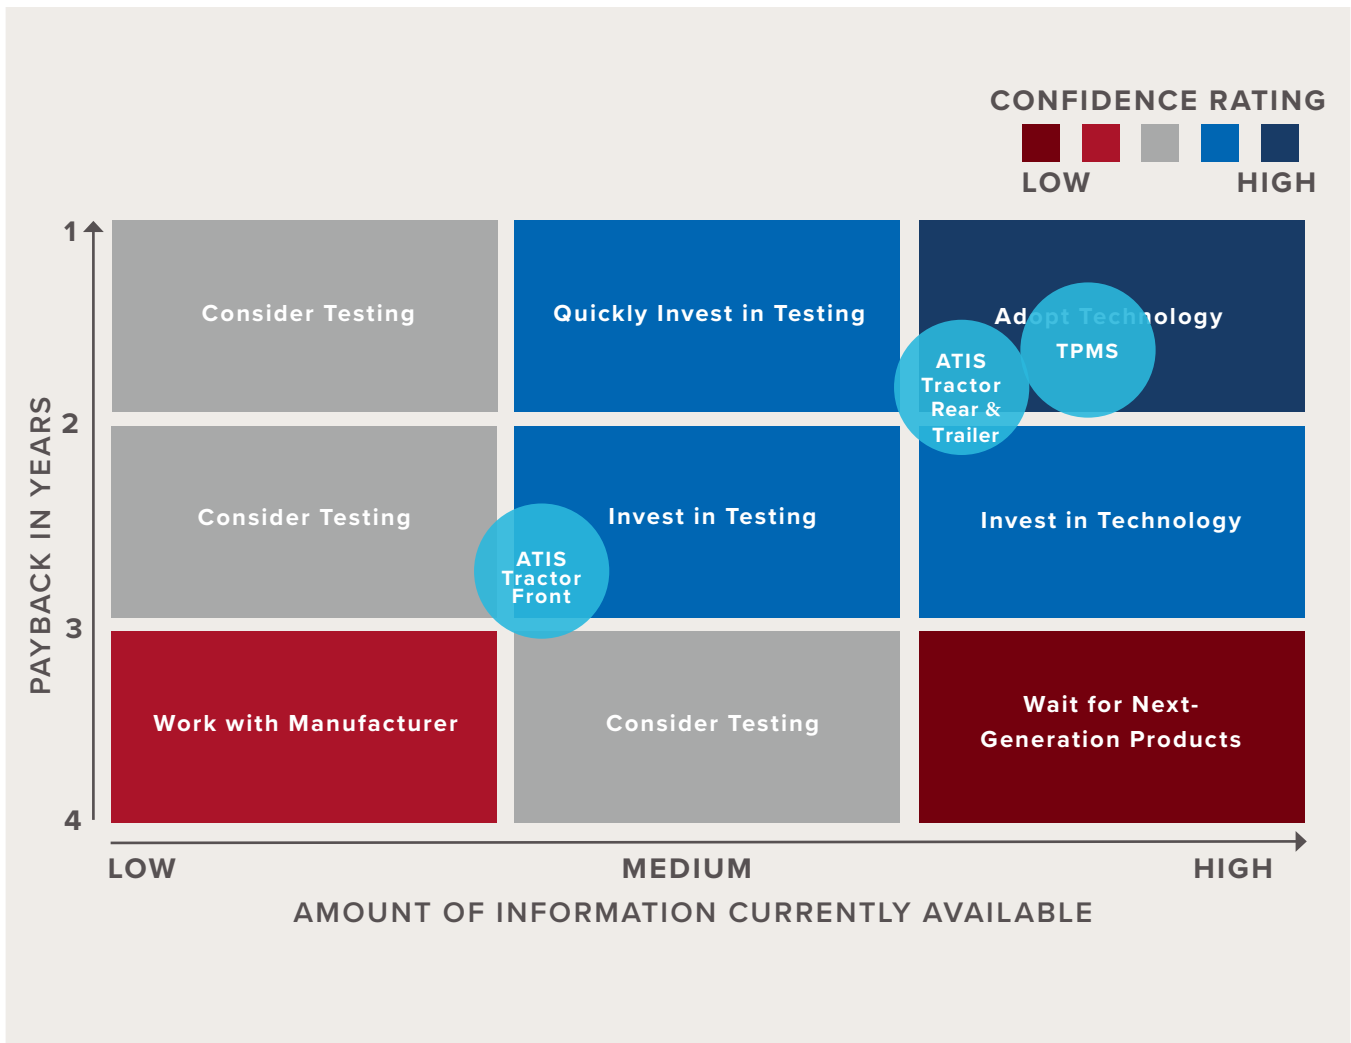 CONFIDENCE RATING
LOW HIGH
1
2
3
4
PAYBACK IN YEARS
Consider Testing
Quickly Invest in Testing
Adopt Technology
TPMS
ATIS
Tractor
Rear &
Trailer
Consider Testing
Invest in Testing
Invest in Technology
ATIS
Tractor
Front
Work with Manufacturer
Consider Testing
Wait for Next-
Generation Products
LOW MEDIUM HIGH
AMOUNT OF INFORMATION CURRENTLY AVAILABLE